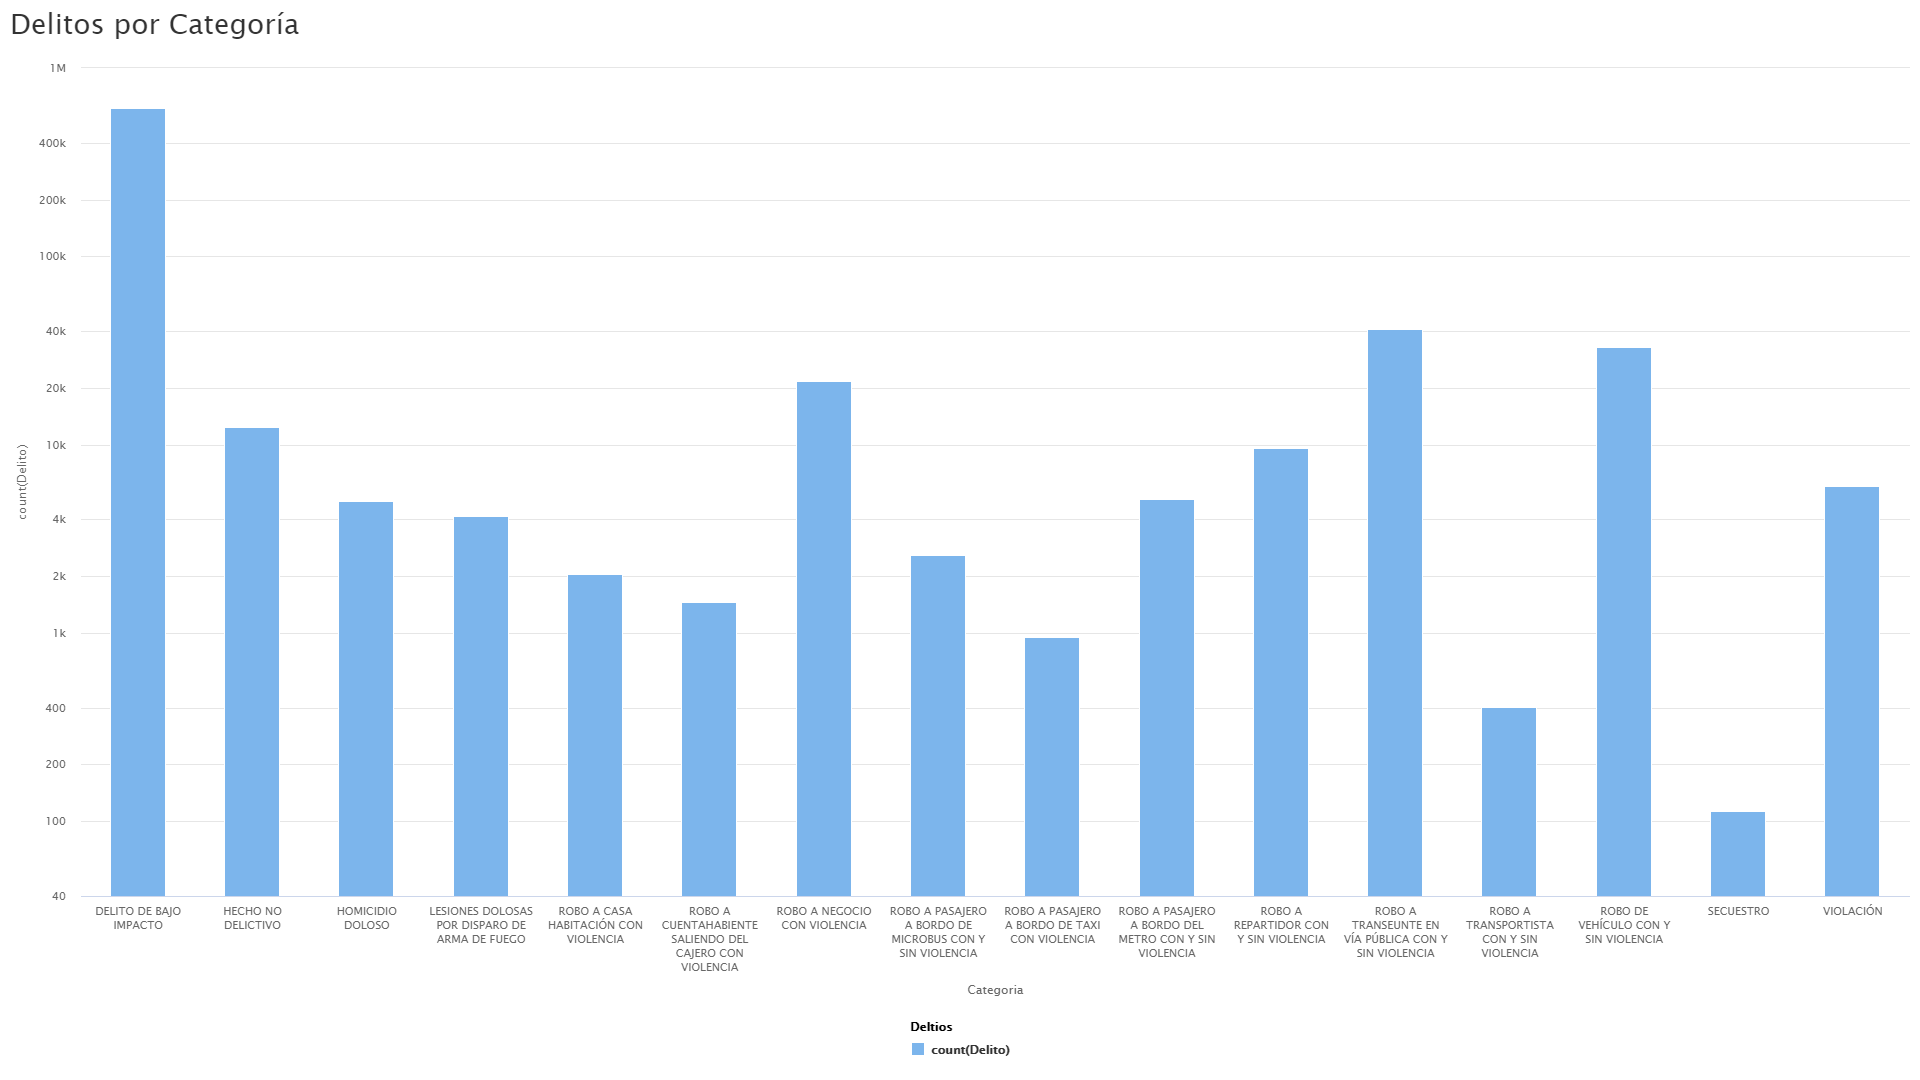 Delitos por Categoría
1M
400k
200k
100k
40k
20k
10k
4k
2k
1k
400
200
100
40
count(Delito)
DELITO DE BAJO
IMPACTO
HECHO NO
DELICTIVO
HOMICIDIO
DOLOSO
LESIONES DOLOSAS
POR DISPARO DE
ARMA DE FUEGO
ROBO A CASA
HABITACIÓN CON
VIOLENCIA
ROBO A
CUENTAHABIENTE
SALIENDO DEL
CAJERO CON
VIOLENCIA
ROBO A NEGOCIO
CON VIOLENCIA
ROBO A PASAJERO
A BORDO DE
MICROBUS CON Y
SIN VIOLENCIA
ROBO A PASAJERO
A BORDO DE TAXI
CON VIOLENCIA
ROBO A PASAJERO
A BORDO DEL
METRO CON Y SIN
VIOLENCIA
ROBO A
REPARTIDOR CON
Y SIN VIOLENCIA
ROBO A
TRANSEUNTE EN
VÍA PÚBLICA CON Y
SIN VIOLENCIA
ROBO A
TRANSPORTISTA
CON Y SIN
VIOLENCIA
ROBO DE
VEHÍCULO CON Y
SIN VIOLENCIA
SECUESTRO
VIOLACIÓN
Categoria
Deltios
count(Delito)